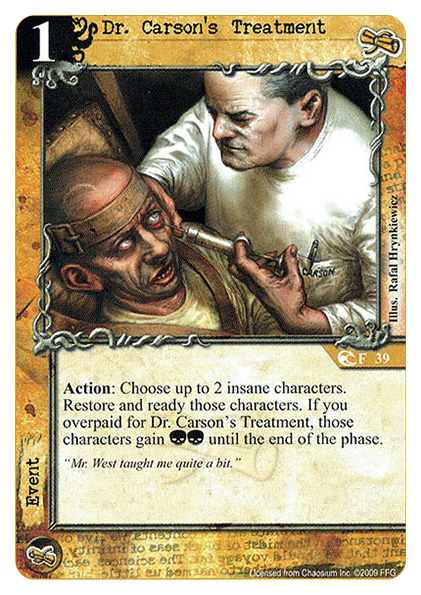 1
Dr. Carson's Treatment
CARSON
Illus. Rafal Hrynkiewicz
F 39
Action: Choose up to 2 insane characters.
Restore and ready those characters. If you
overpaid for Dr. Carson's Treatment, those
characters gain until the end of the phase.
"Mr. West taught me quite a bit."
Event
Licensed from Chaosium Inc. ©2009 FFG